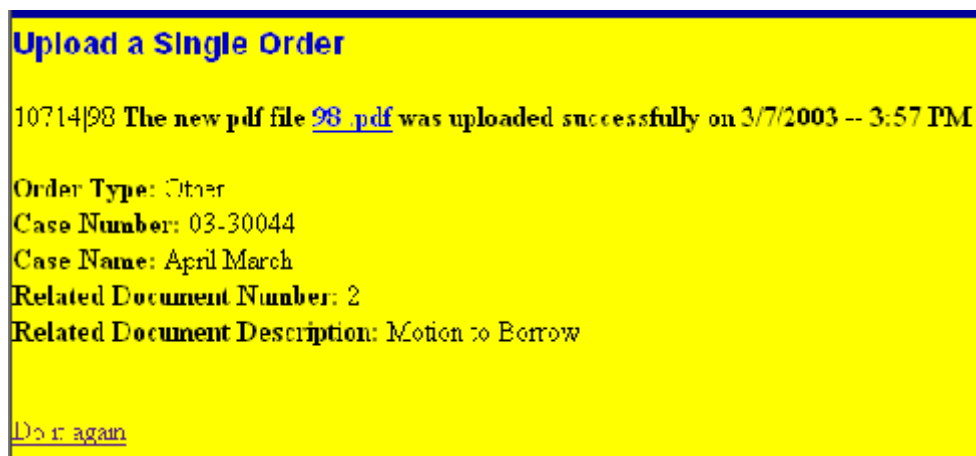 Upload a Single Order
10714|98 The new pdf file 98 .pdf was uploaded successfully on 3/7/2003 -- 3:57 PM
Order Type: Other
Case Number: 03-30044
Case Name: April March
Related Document Number: 2
Related Document Description: Motion to Borrow
Do it again